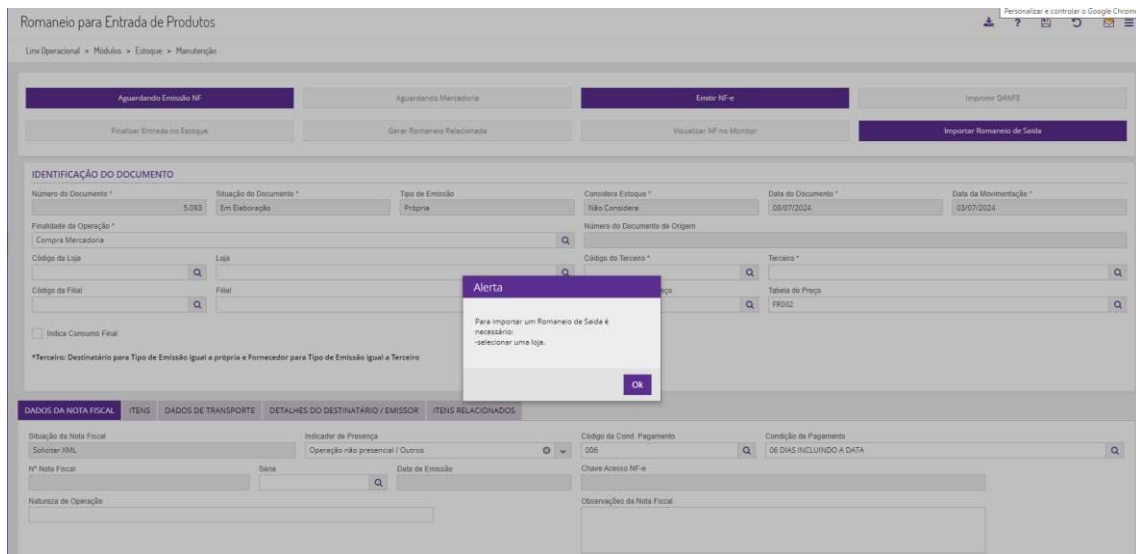 Personalizar e controlar o Google Chrome
Romaneio para Entrada de Produtos
Linx Operacional > Módulos > Estoque > Manutenção
Aguardando Emissão NF
Aguardando Mercadoria
Emitir NF-e
Imprimir DANFE
Finalizar Entrada no Estoque
Gerar Romaneio Relacionado
Visualizar NF no Monitor
Importar Romaneio de Saída
IDENTIFICAÇÃO DO DOCUMENTO
Número do Documento *
Situação do Documento *
Tipo de Emissão
Considera Estoque *
Data do Documento *
Data da Movimentação *
5.093
Em Elaboração
Própria
Não Considera
03/07/2024
03/07/2024
Finalidade da Operação *
Número do Documento de Origem
Compra Mercadoria
Código da Loja
Loja
Código do Terceiro *
Terceiro *
Código da Filial
Filial
Tabela de Preço
FR002
Indica Consumo Final
*Terceiro: Destinatário para Tipo de Emissão igual a própria e Fornecedor para Tipo de Emissão igual a Terceiro
Alerta
Para importar um Romaneio de Saída é
necessário:
-selecionar uma loja.
Ok
DADOS DA NOTA FISCAL
ITENS
DADOS DE TRANSPORTE
DETALHES DO DESTINATÁRIO / EMISSOR
ITENS RELACIONADOS
Situação da Nota Fiscal
Indicador de Presença
Código da Cond. Pagamento
Condição de Pagamento
Solicitar XML
Operação não presencial / Outros
006
06 DIAS INCLUINDO A DATA
Nº Nota Fiscal
Série
Data de Emissão
Chave Acesso NF-e
Natureza de Operação
Observações da Nota Fiscal